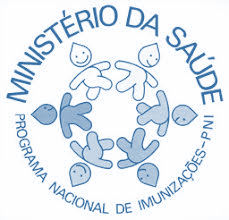 MINISTÉRIO DA SAÚDE
PROGRAMA NACIONAL DE IMUNIZAÇÕES - PNI